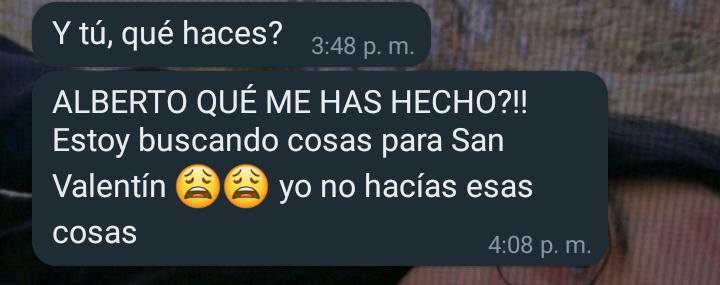 Y tú, qué haces?
3:48 p. m.
ALBERTO QUÉ ME HAS HECHO?!!
Estoy buscando cosas para San
Valentín 😩😩 yo no hacías esas
cosas
4:08 p. m.